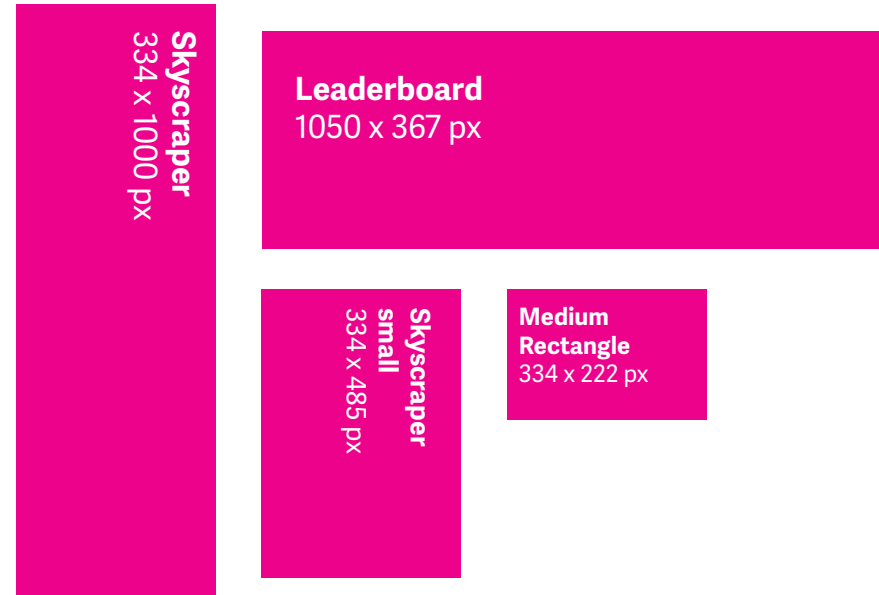 Skyscraper
334 x 1000 px
Leaderboard
1050 x 367 px
Skyscraper
small
334 x 485 px
Medium
Rectangle
334 x 222 px